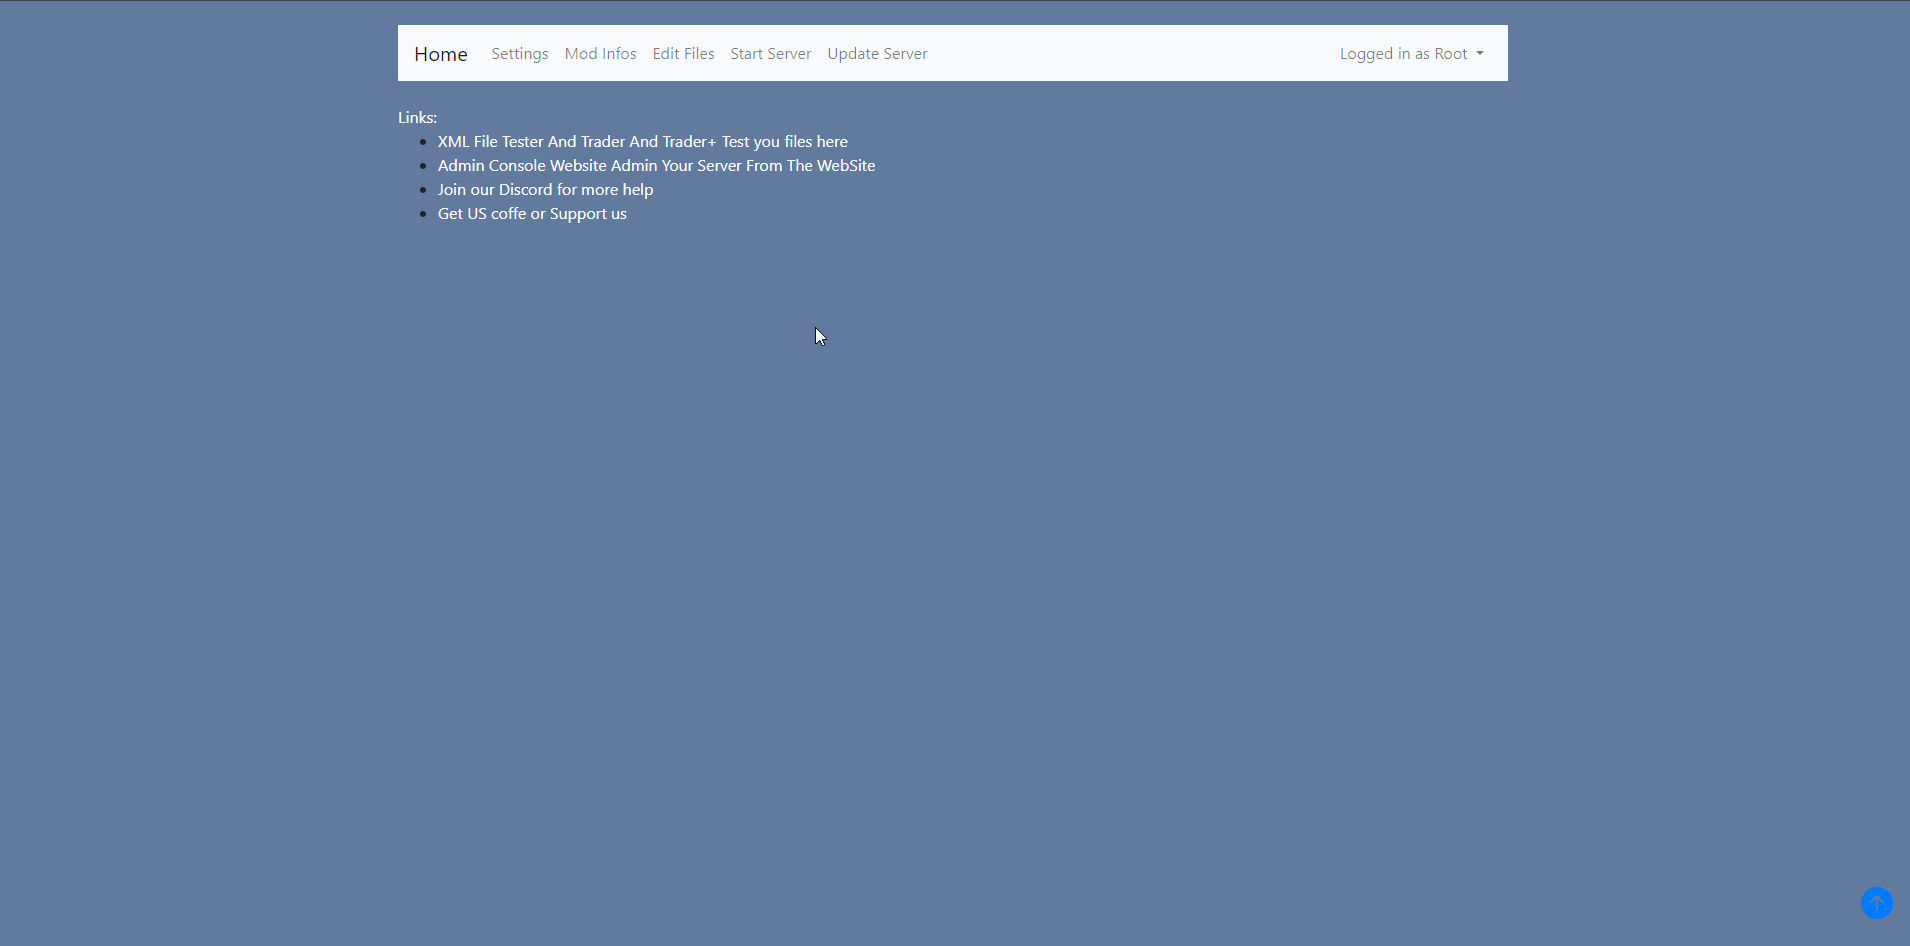 Home Settings Mod Infos Edit Files Start Server Update Server Logged in as Root
Links:
XML File Tester And Trader And Trader+ Test you files here
Admin Console Website Admin Your Server From The WebSite
Join our Discord for more help
Get US coffe or Support us